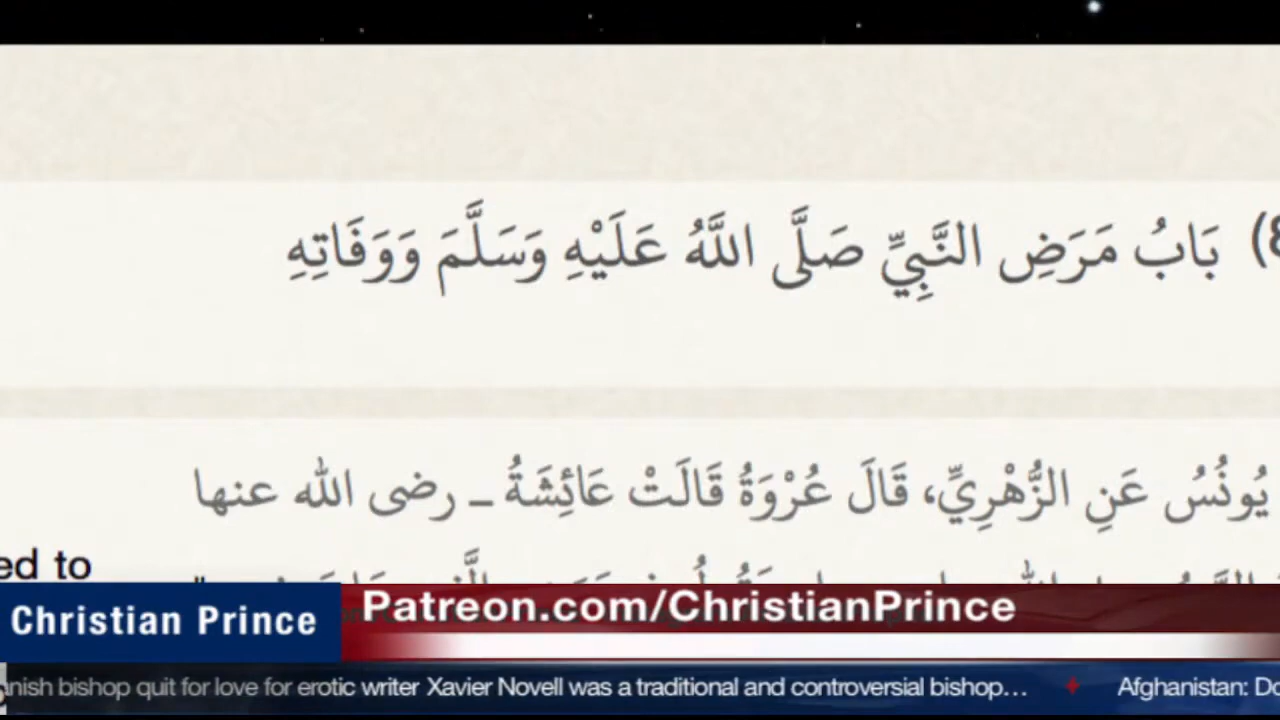 بَابُ مَرَضِ النَّبِيِّ صَلَّى اللَّهُ عَلَيْهِ وَسَلَّمَ وَوَفَاتِهِ
يُونُسُ عَنِ الزُّهْرِيِّ، قَالَ عُرْوَةُ قَالَتْ عَائِشَةُ ـ رضى الله عنها
ed to
Christian Prince
Patreon.com/ChristianPrince
anish bishop quit for love for erotic writer Xavier Novell was a traditional and controversial bishop… Afghanistan: Do